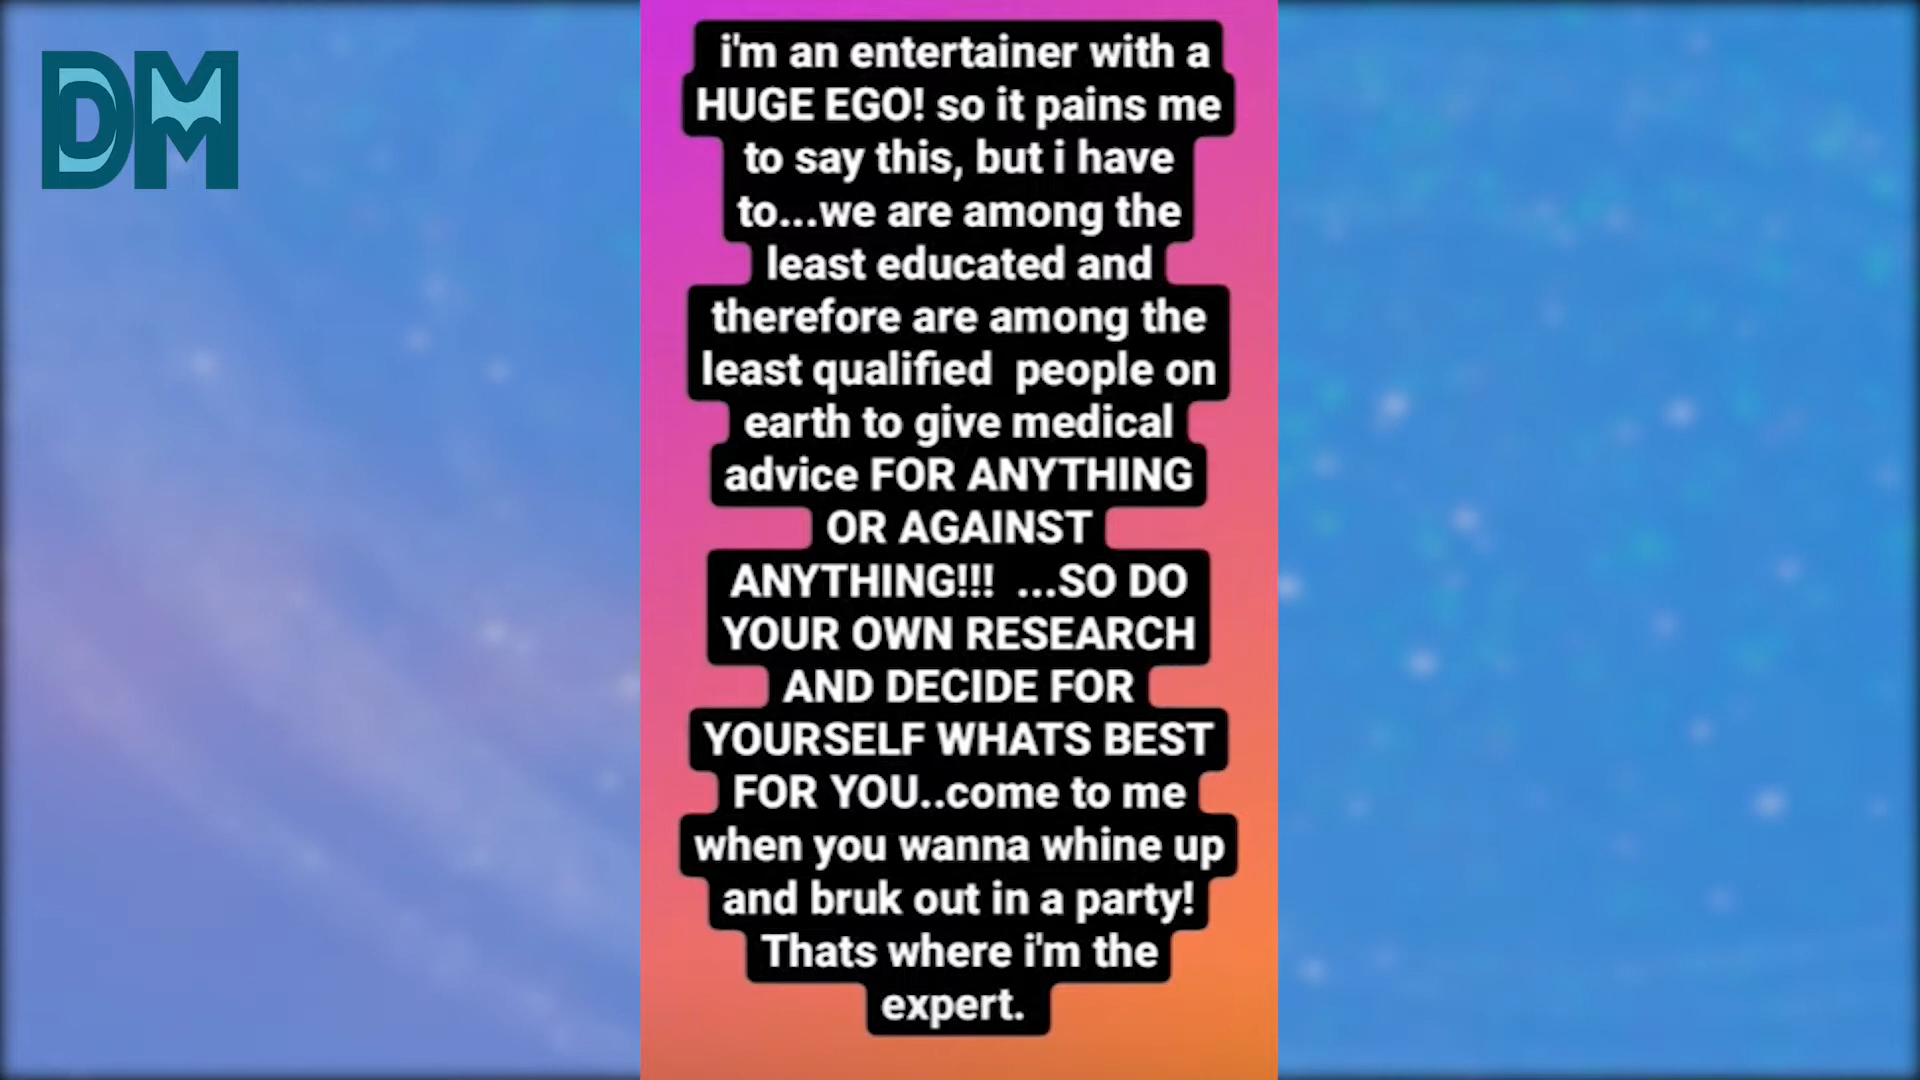 DM
i'm an entertainer with a
HUGE EGO! so it pains me
to say this, but i have
to...we are among the
least educated and
therefore are among the
least qualified  people on
earth to give medical
advice FOR ANYTHING
OR AGAINST
ANYTHING!!!  ...SO DO
YOUR OWN RESEARCH
AND DECIDE FOR
YOURSELF WHATS BEST
FOR YOU..come to me
when you wanna whine up
and bruk out in a party!
Thats where i'm the
expert.